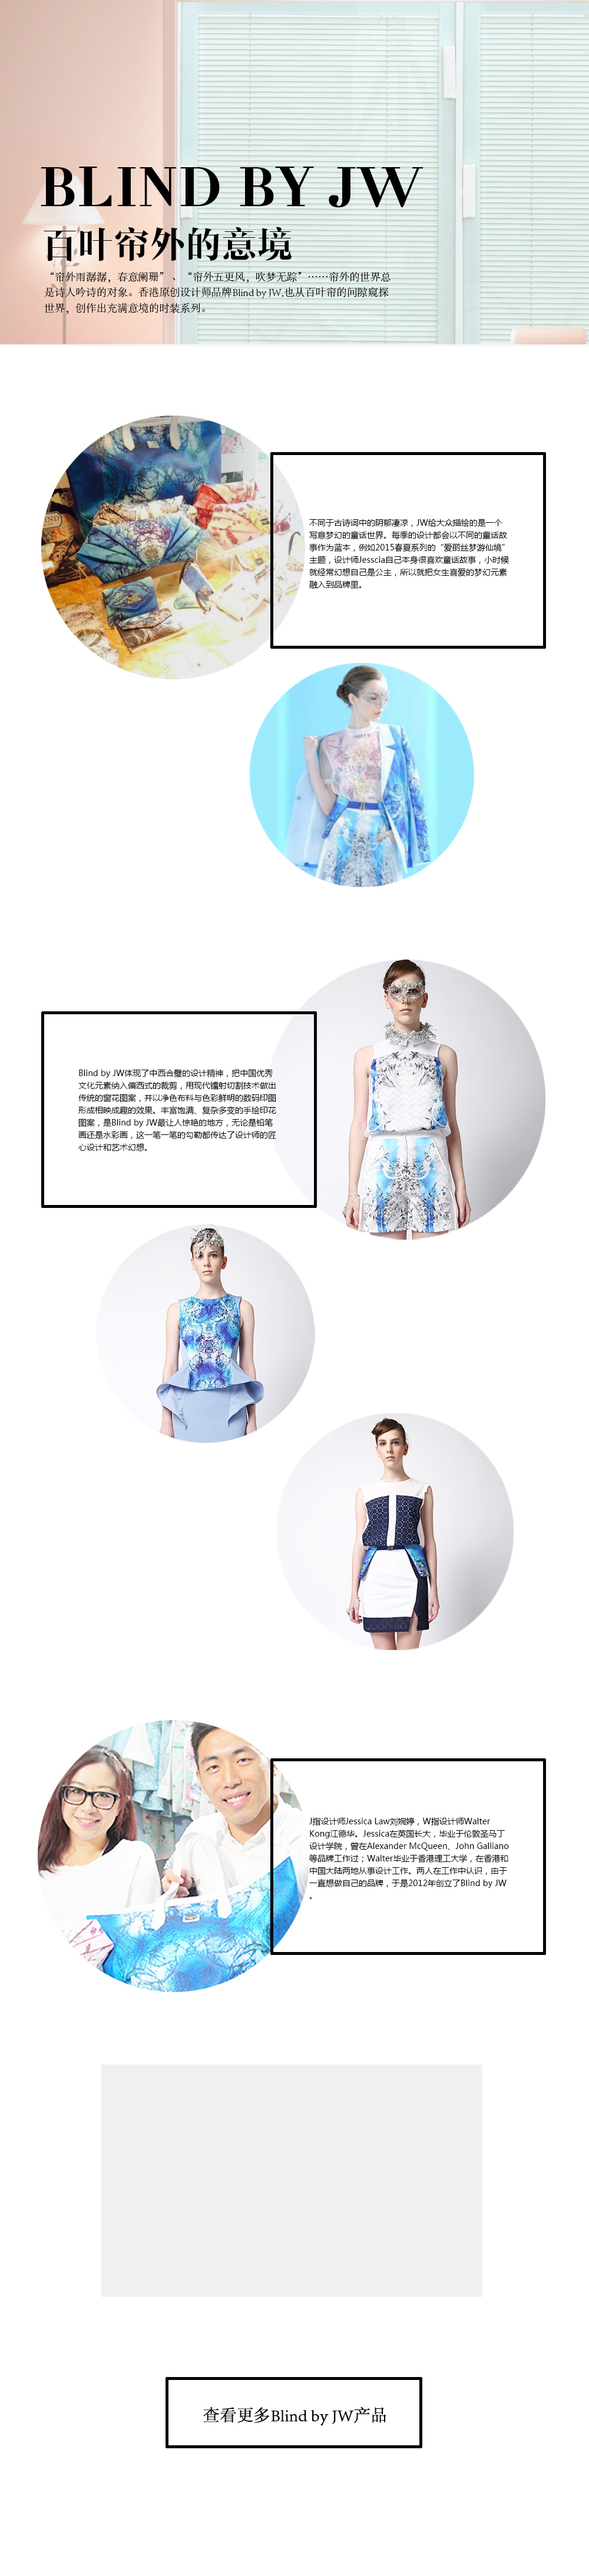 BLIND BY JW
百叶帘外的意境
“帘外雨潺潺，春意阑珊”、“帘外五更风，吹梦无踪”……帘外的世界总
是诗人吟诗的对象。香港原创设计师品牌Blind by JW,也从百叶帘的间隙窥探
世界，创作出充满意境的时装系列。
不同于古诗词中的阴郁凄凉，JW给大众描绘的是一个
写意梦幻的童话世界。每季的设计都会以不同的童话故
事作为蓝本，例如2015春夏系列的“爱丽丝梦游仙境”
主题，设计师Jesscia自己本身很喜欢童话故事，小时候
就经常幻想自己是公主，所以就把女生喜爱的梦幻元素
融入到品牌里。
Blind by JW体现了中西合璧的设计精神，把中国优秀
文化元素纳入偏西式的裁剪，用现代镭射切割技术做出
传统的窗花图案，并以净色布料与色彩鲜明的数码印图
形成相映成趣的效果。丰富饱满、复杂多变的手绘印花
图案，是Blind by JW最让人惊艳的地方，无论是铅笔
画还是水彩画，这一笔一笔的勾勒都传达了设计师的匠
心设计和艺术幻想。
J指设计师Jessica Law刘婉婷，W指设计师Walter
Kong江德华。Jessica在英国长大，毕业于伦敦圣马丁
设计学院，曾在Alexander McQueen、John Galliano
等品牌工作过；Walter毕业于香港理工大学，在香港和
中国大陆两地从事设计工作。两人在工作中认识，由于
一直想做自己的品牌，于是2012年创立了Blind by JW
。
查看更多Blind by JW产品